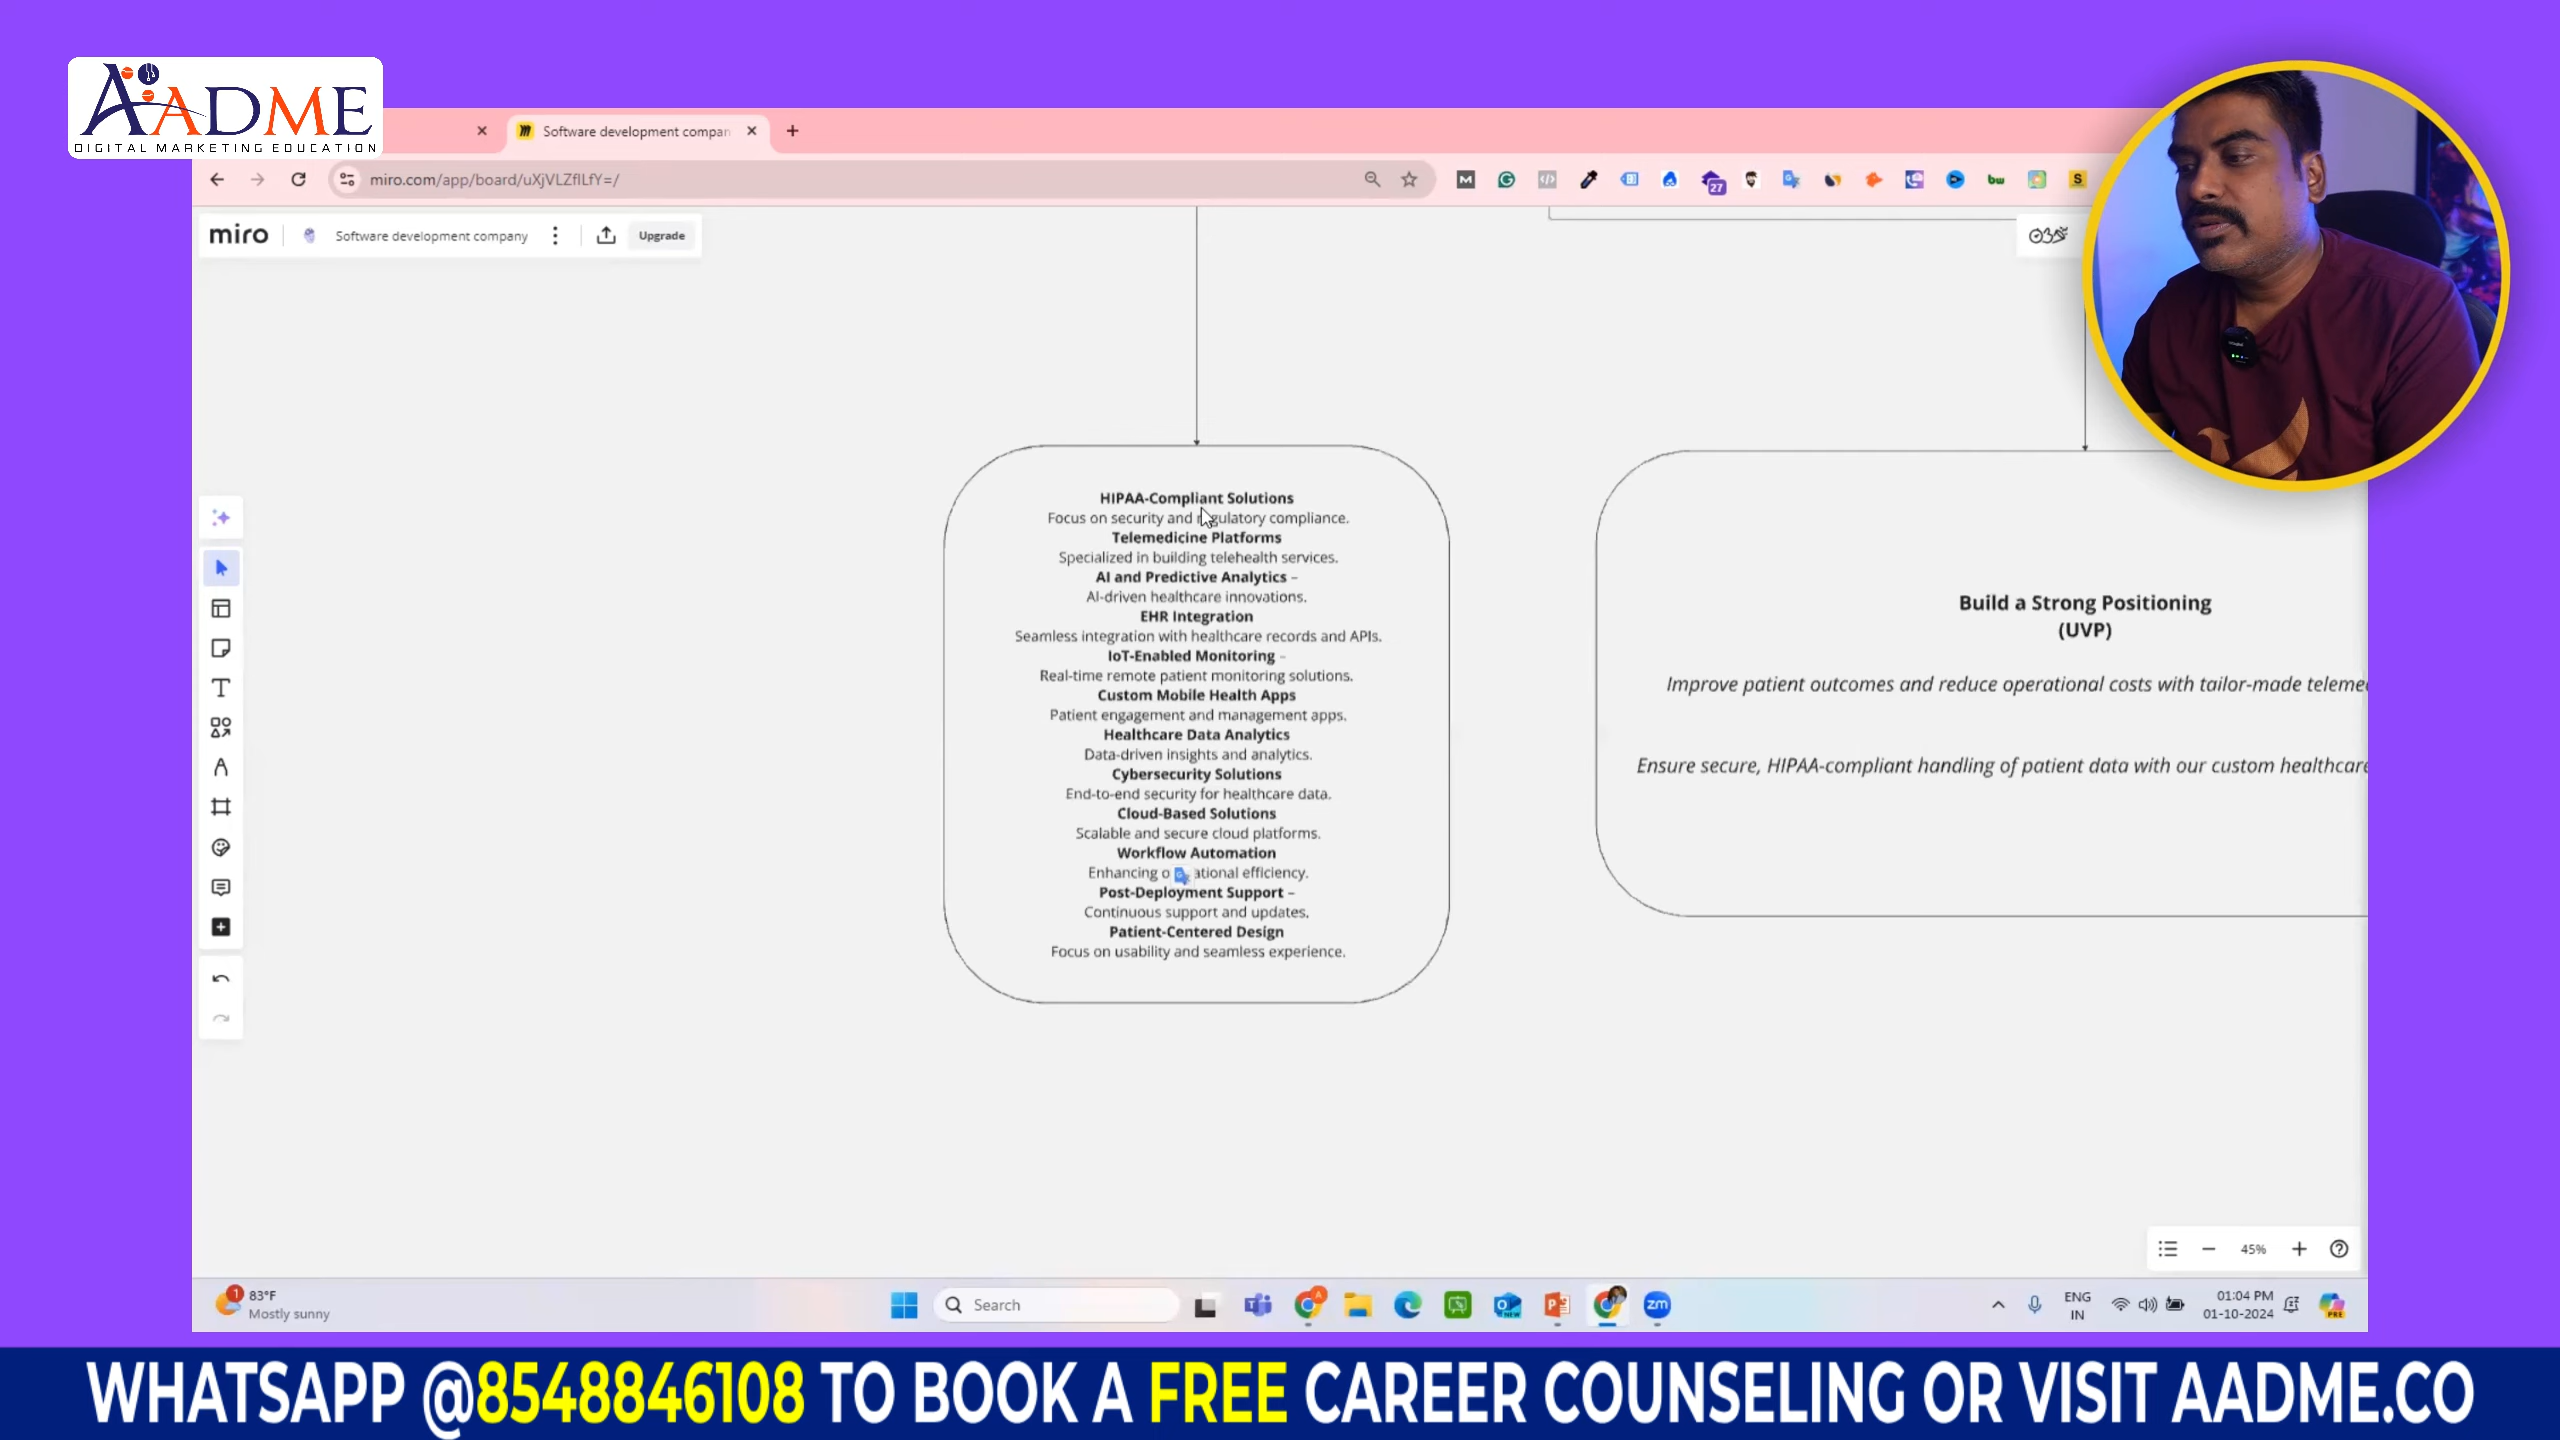 AADME
DIGITAL MARKETING EDUCATION
Software development compan
miro.com/app/board/uXjVLZflLfY=/
27
bw
S
miro
Software development company
Upgrade
HIPAA-Compliant Solutions
Focus on security and regulatory compliance.
Telemedicine Platforms
Specialized in building telehealth services.
AI and Predictive Analytics –
AI-driven healthcare innovations.
EHR Integration
Seamless integration with healthcare records and APIs.
IoT-Enabled Monitoring –
Real-time remote patient monitoring solutions.
Custom Mobile Health Apps
Patient engagement and management apps.
Healthcare Data Analytics
Data-driven insights and analytics.
Cybersecurity Solutions
End-to-end security for healthcare data.
Cloud-Based Solutions
Scalable and secure cloud platforms.
Workflow Automation
Enhancing o ational efficiency.
Post-Deployment Support –
Continuous support and updates.
Patient-Centered Design
Focus on usability and seamless experience.
Build a Strong Positioning
(UVP)
Improve patient outcomes and reduce operational costs with tailor-made teleme
Ensure secure, HIPAA-compliant handling of patient data with our custom healthcare
45%
1
83°F
Mostly sunny
Search
zm
ENG
IN
01:04 PM
01-10-2024
PRE
WHATSAPP @8548846108 TO BOOK A FREE CAREER COUNSELING OR VISIT AADME.CO